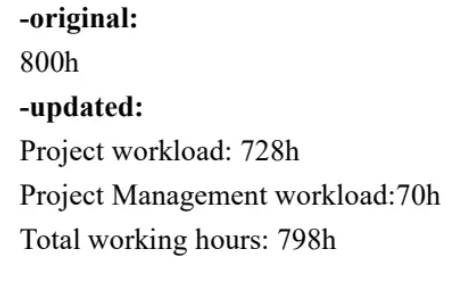 -original:
800h
-updated:
Project workload: 728h
Project Management workload:70h
Total working hours: 798h